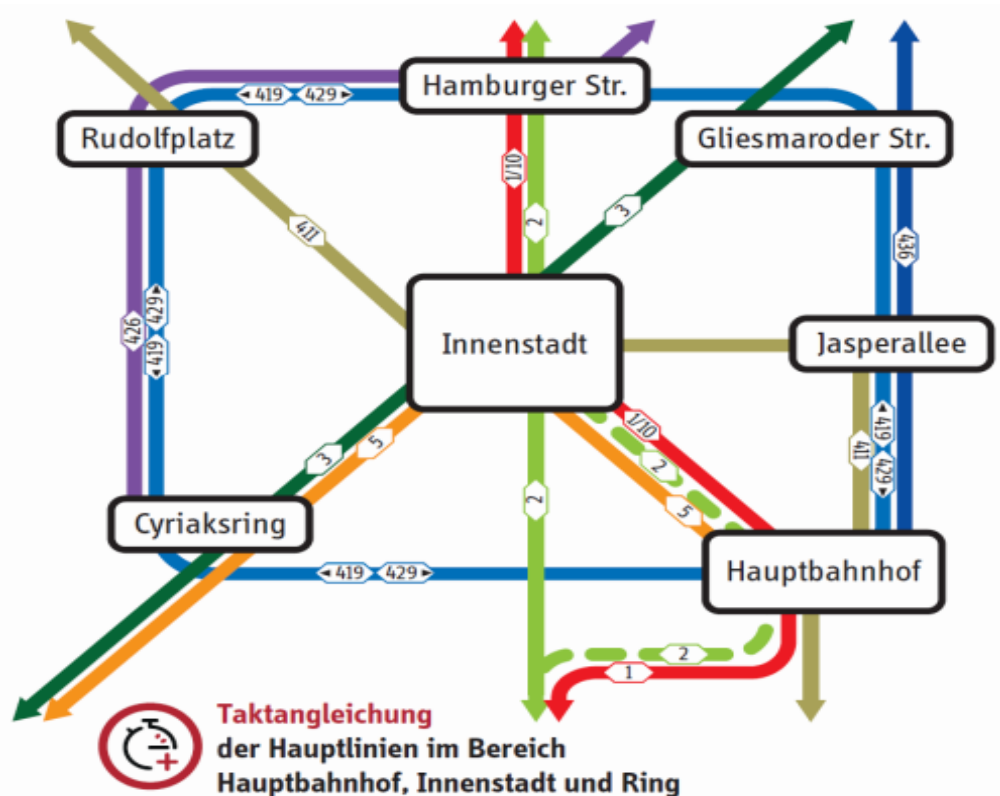 Hamburger Str.
419 429
Rudolfplatz
Gliesmaroder Str.
1/10
2
3
411
436
Innenstadt
Jasperallee
426
429
419
1/10
2
5
3
5
2
411
419
429
Cyriaksring
Hauptbahnhof
419 429
2
1
Taktangleichung
der Hauptlinien im Bereich
Hauptbahnhof, Innenstadt und Ring